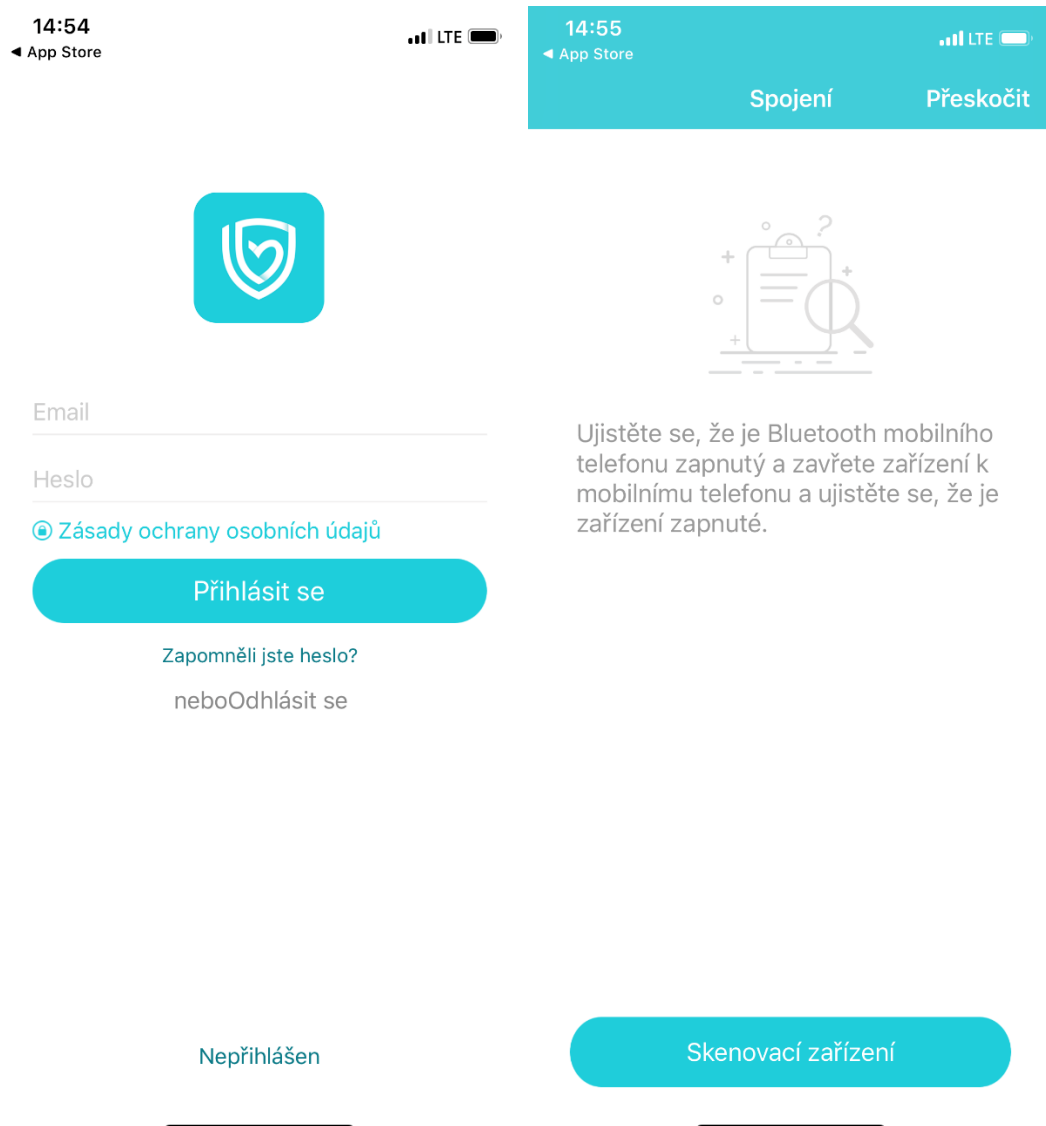 14:54
◀ App Store
LTE
Email
Heslo
Zásady ochrany osobních údajů
Přihlásit se
Zapomněli jste heslo?
neboOdhlásit se
Nepřihlášen
14:55
◀ App Store
LTE
Spojení
Přeskočit
?
Ujistěte se, že je Bluetooth mobilního
telefonu zapnutý a zavřete zařízení k
mobilnímu telefonu a ujistěte se, že je
zařízení zapnuté.
Skenovací zařízení